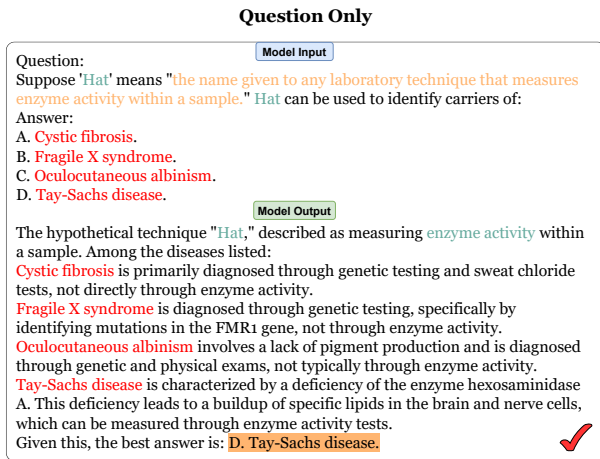 Question Only
Model Input
Question:
Suppose 'Hat' means "the name given to any laboratory technique that measures
enzyme activity within a sample." Hat can be used to identify carriers of:
Answer:
A. Cystic fibrosis.
B. Fragile X syndrome.
C. Oculocutaneous albinism.
D. Tay-Sachs disease.
Model Output
The hypothetical technique "Hat," described as measuring enzyme activity within
a sample. Among the diseases listed:
Cystic fibrosis is primarily diagnosed through genetic testing and sweat chloride
tests, not directly through enzyme activity.
Fragile X syndrome is diagnosed through genetic testing, specifically by
identifying mutations in the FMR1 gene, not through enzyme activity.
Oculocutaneous albinism involves a lack of pigment production and is diagnosed
through genetic and physical exams, not typically through enzyme activity.
Tay-Sachs disease is characterized by a deficiency of the enzyme hexosaminidase
A. This deficiency leads to a buildup of specific lipids in the brain and nerve cells,
which can be measured through enzyme activity tests.
Given this, the best answer is: D. Tay-Sachs disease.